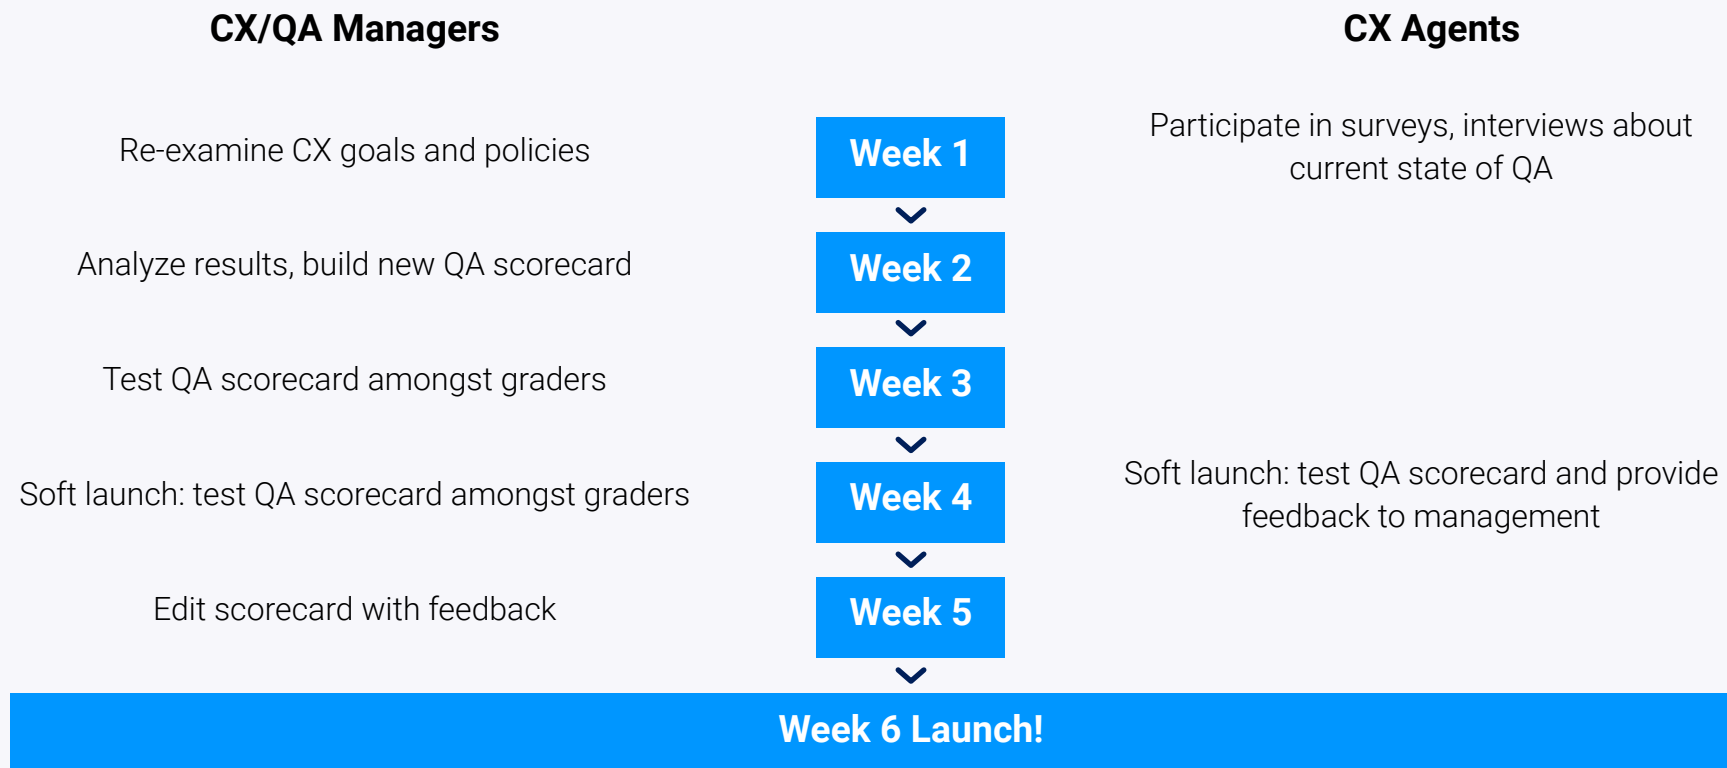 CX/QA Managers
CX Agents
Re-examine CX goals and policies
Week 1
Participate in surveys, interviews about
current state of QA
Analyze results, build new QA scorecard
Week 2
Test QA scorecard amongst graders
Week 3
Soft launch: test QA scorecard amongst graders
Week 4
Soft launch: test QA scorecard and provide
feedback to management
Edit scorecard with feedback
Week 5
Week 6 Launch!